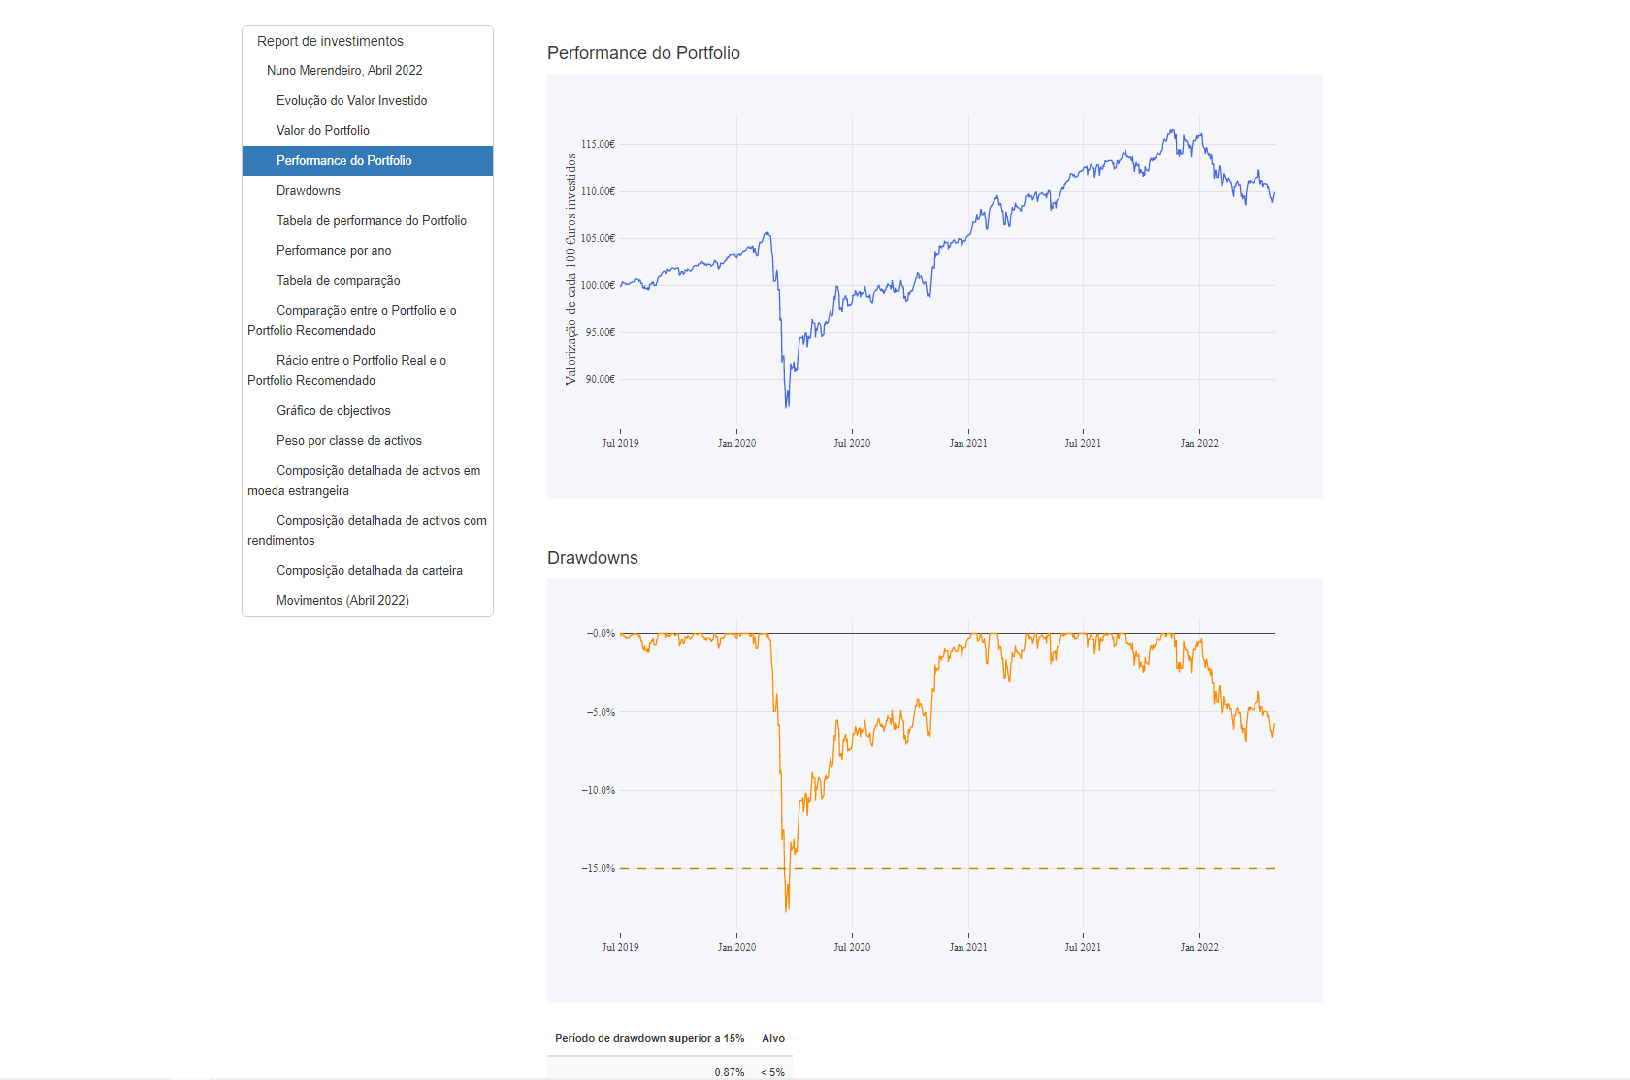 Report de investimentos
Nuno Merendeiro, Abril 2022
Evolução do Valor Investido
Valor do Portfolio
Performance do Portfolio
Drawdowns
Tabela de performance do Portfolio
Performance por ano
Tabela de comparação
Comparação entre o Portfolio e o
Portfolio Recomendado
Rácio entre o Portfolio Real e o
Portfolio Recomendado
Gráfico de objectivos
Peso por classe de activos
Composição detalhada de activos em
moeda estrangeira
Composição detalhada de activos com
rendimentos
Composição detalhada da carteira
Movimentos (Abril 2022)
Performance do Portfolio
Valorização de cada 100 €uros investidos
115.00€
110.00€
105.00€
100.00€
95.00€
90.00€
Jul 2019 Jan 2020 Jul 2020 Jan 2021 Jul 2021 Jan 2022
Drawdowns
−0.0%
−5.0%
−10.0%
−15.0%
Jul 2019 Jan 2020 Jul 2020 Jan 2021 Jul 2021 Jan 2022
Período de drawdown superior a 15% Alvo
0.87% < 5%